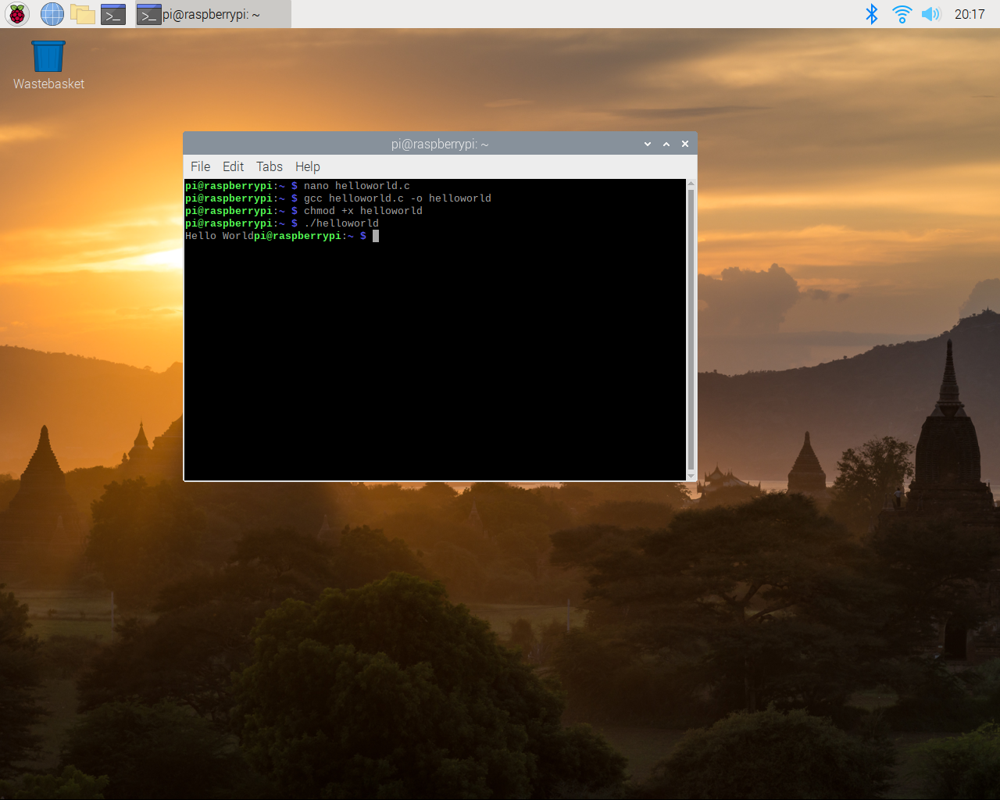 pi@raspberrypi: ~
20:17
Wastebasket
pi@raspberrypi: ~
File Edit Tabs Help
pi@raspberrypi:~ $ nano helloworld.c
pi@raspberrypi:~ $ gcc helloworld.c -o helloworld
pi@raspberrypi:~ $ chmod +x helloworld
pi@raspberrypi:~ $ ./helloworld
Hello Worldpi@raspberrypi:~ $